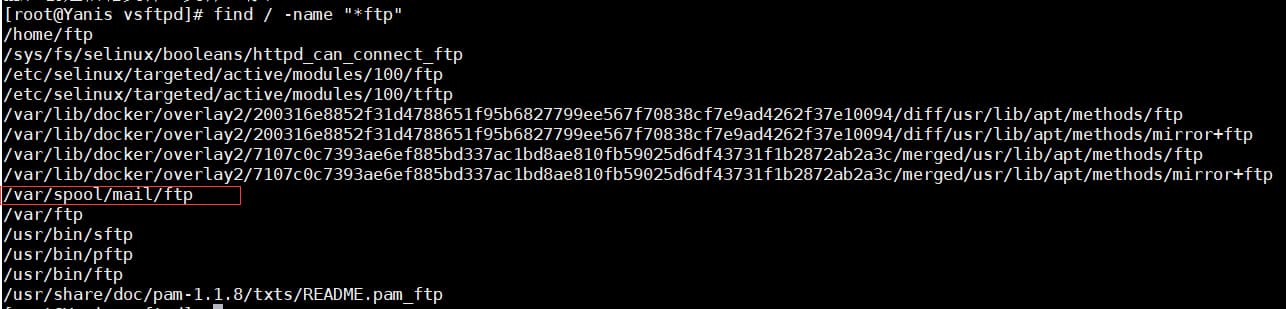 [root@Yanis vsftpd]# find / -name "*ftp"
/home/ftp
/sys/fs/selinux/booleans/httpd_can_connect_ftp
/etc/selinux/targeted/active/modules/100/ftp
/etc/selinux/targeted/active/modules/100/tftp
/var/lib/docker/overlay2/200316e8852f31d4788651f95b6827799ee567f70838cf7e9ad4262f37e10094/diff/usr/lib/apt/methods/ftp
/var/lib/docker/overlay2/200316e8852f31d4788651f95b6827799ee567f70838cf7e9ad4262f37e10094/diff/usr/lib/apt/methods/mirror+ftp
/var/lib/docker/overlay2/7107c0c7393ae6ef885bd337ac1bd8ae810fb59025d6df43731f1b2872ab2a3c/merged/usr/lib/apt/methods/ftp
/var/lib/docker/overlay2/7107c0c7393ae6ef885bd337ac1bd8ae810fb59025d6df43731f1b2872ab2a3c/merged/usr/lib/apt/methods/mirror+ftp
/var/spool/mail/ftp
/var/ftp
/usr/bin/sftp
/usr/bin/pftp
/usr/bin/ftp
/usr/share/doc/pam-1.1.8/txts/README.pam_ftp